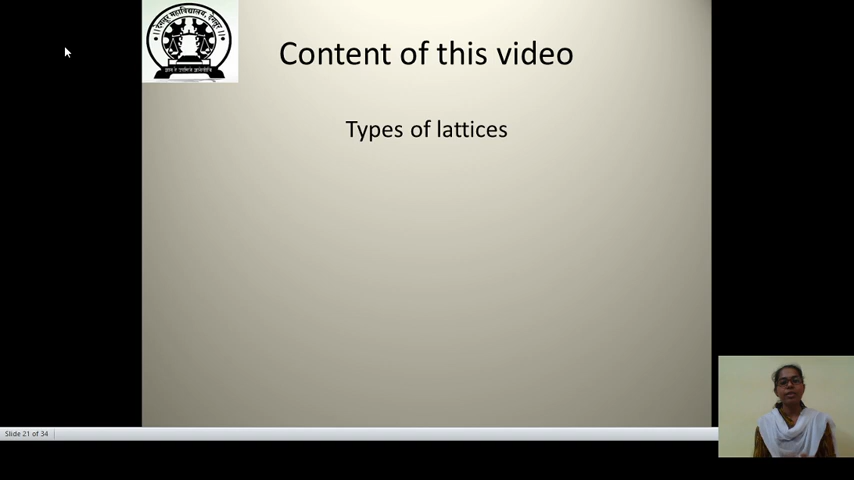 Content of this video
Types of lattices
Slide 21 of 34